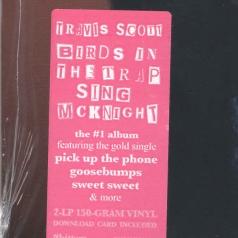 TRAVIS SCOTT
BIRDS IN
THE TRAP
SING
MCKNIGHT
the #1 album
featuring the gold single
pick up the phone
goosebumps
sweet sweet
& more
2-LP 150-GRAM VINYL
DOWNLOAD CARD INCLUDED